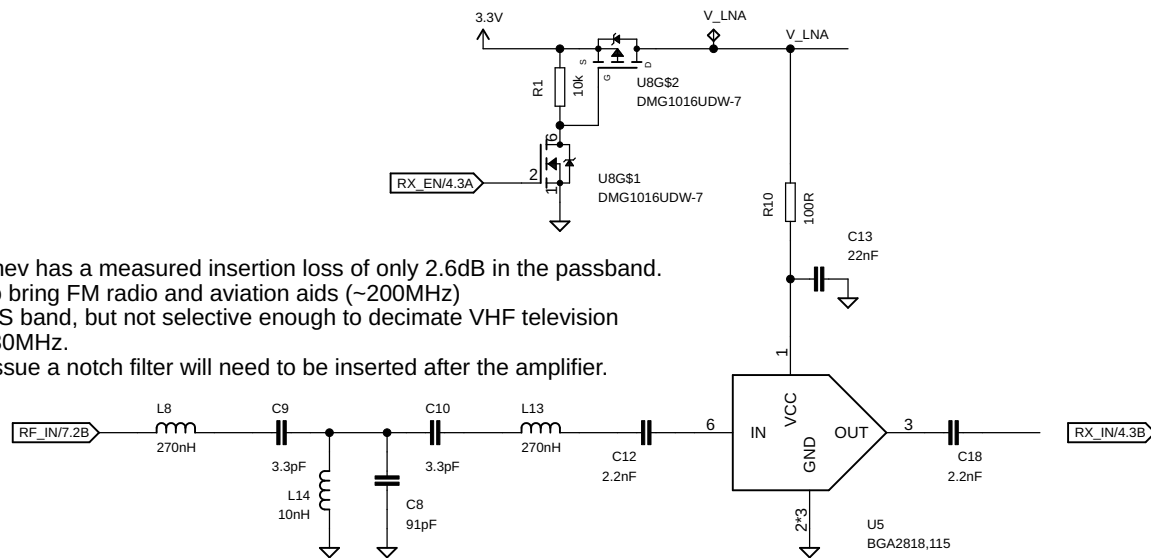 3.3V
V_LNA
V_LNA
S
D
G
R1
10k
U8G$2
DMG1016UDW-7
6
RX_EN/4.3A
2
1
U8G$1
DMG1016UDW-7
R10
100R
C13
22nF
has a measured insertion loss of only 2.6dB in the passband.
bring FM radio and aviation aids (~200MHz)
S band, but not selective enough to decimate VHF television
0MHz.
a notch filter will need to be inserted after the amplifier.
1
L8
C9
C10
L13
RF_IN/7.2B
6
IN
VCC
GND
OUT
3
RX_IN/4.3B
270nH
3.3pF
3.3pF
270nH
C12
2.2nF
C18
2.2nF
L14
10nH
C8
91pF
2*3
U5
BGA2818,115